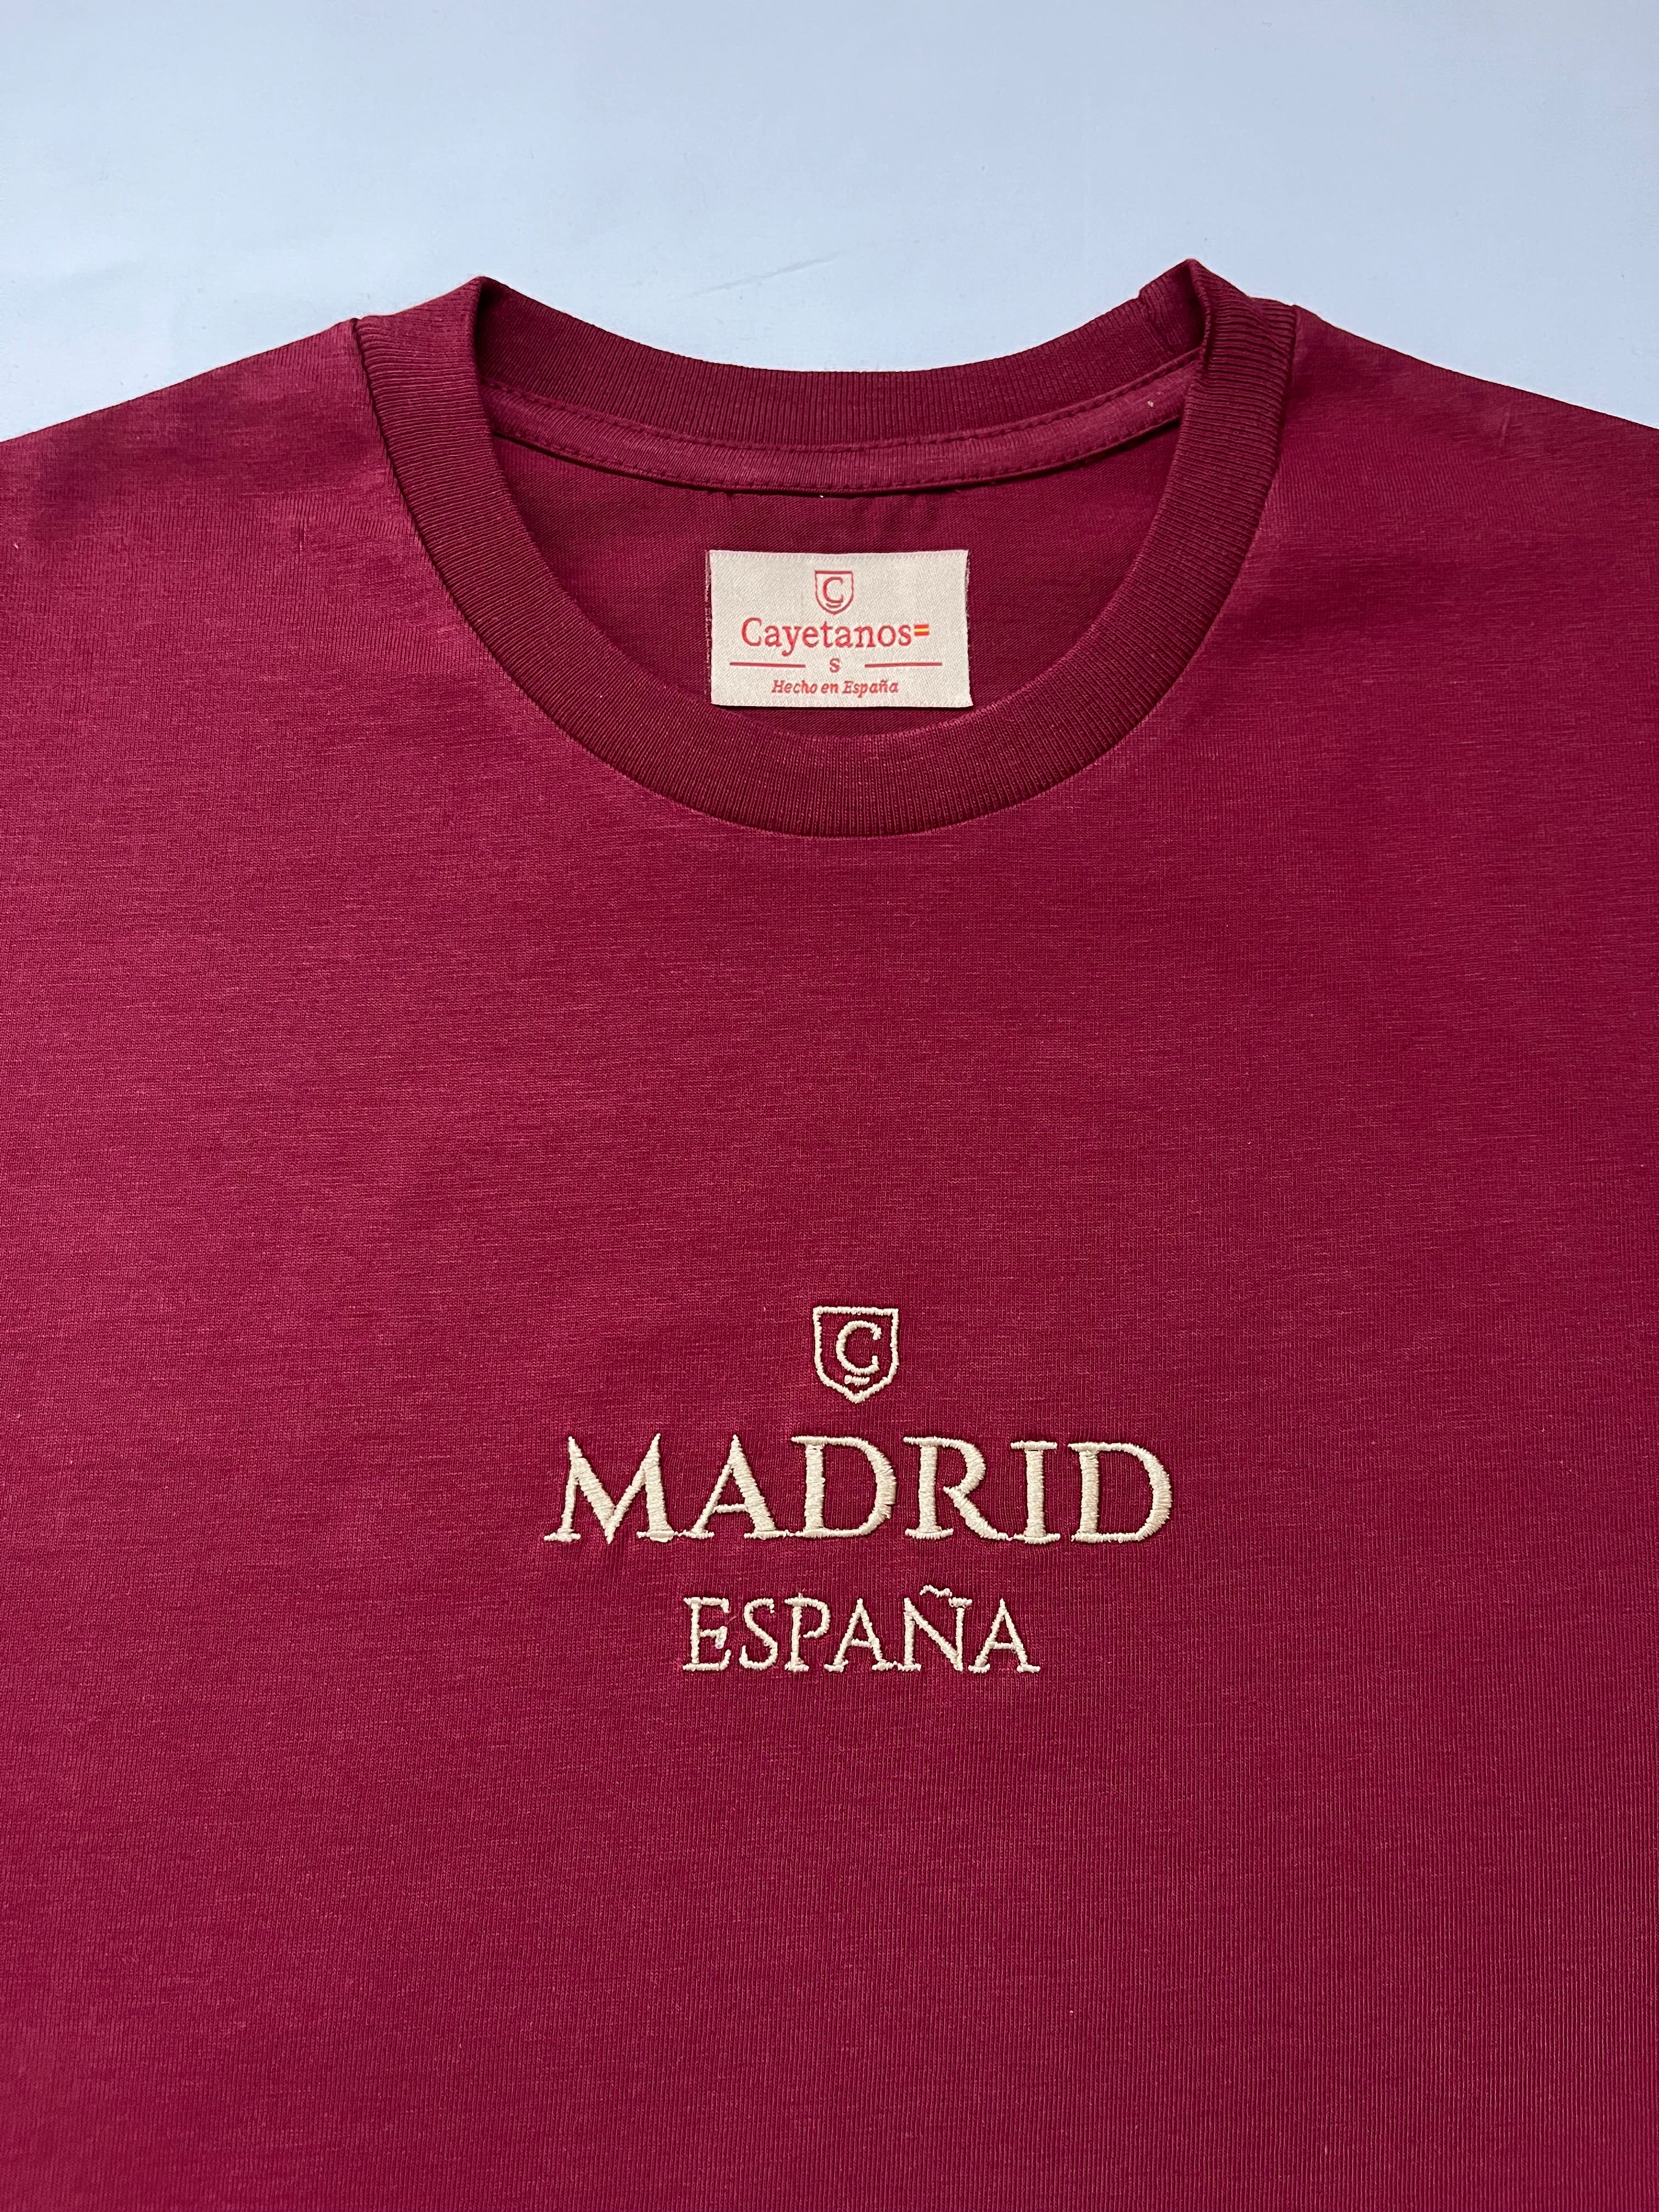 C
Cayetanos
S
Hecho en España
C
MADRID
ESPAÑA